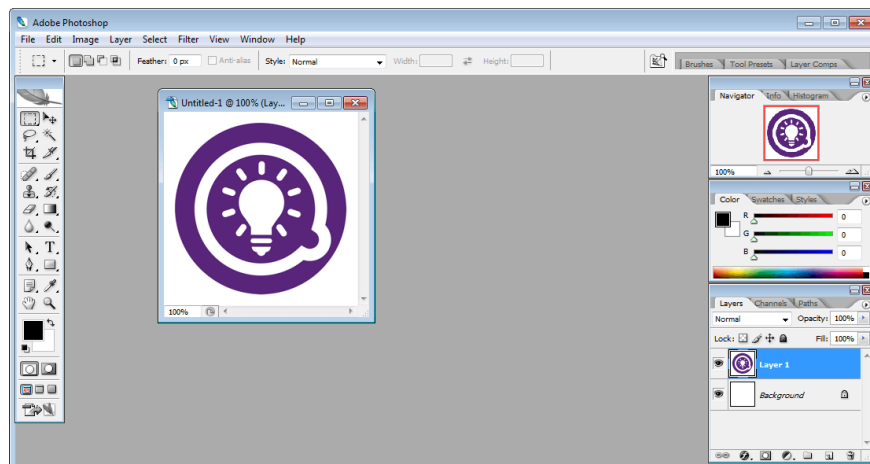 Adobe Photoshop
File Edit Image Layer Select Filter View Window Help
Feather: 0 px Anti-alias Style: Normal Width: Height: Brushes Tool Presets Layer Comps
Untitled-1 @ 100% (Lay...
100%
Navigator Info Histogram
100%
Color Swatches Styles
R 0
G 0
B 0
Layers Channels Paths
Normal Opacity: 100%
Lock: Fill: 100%
Layer 1
Background